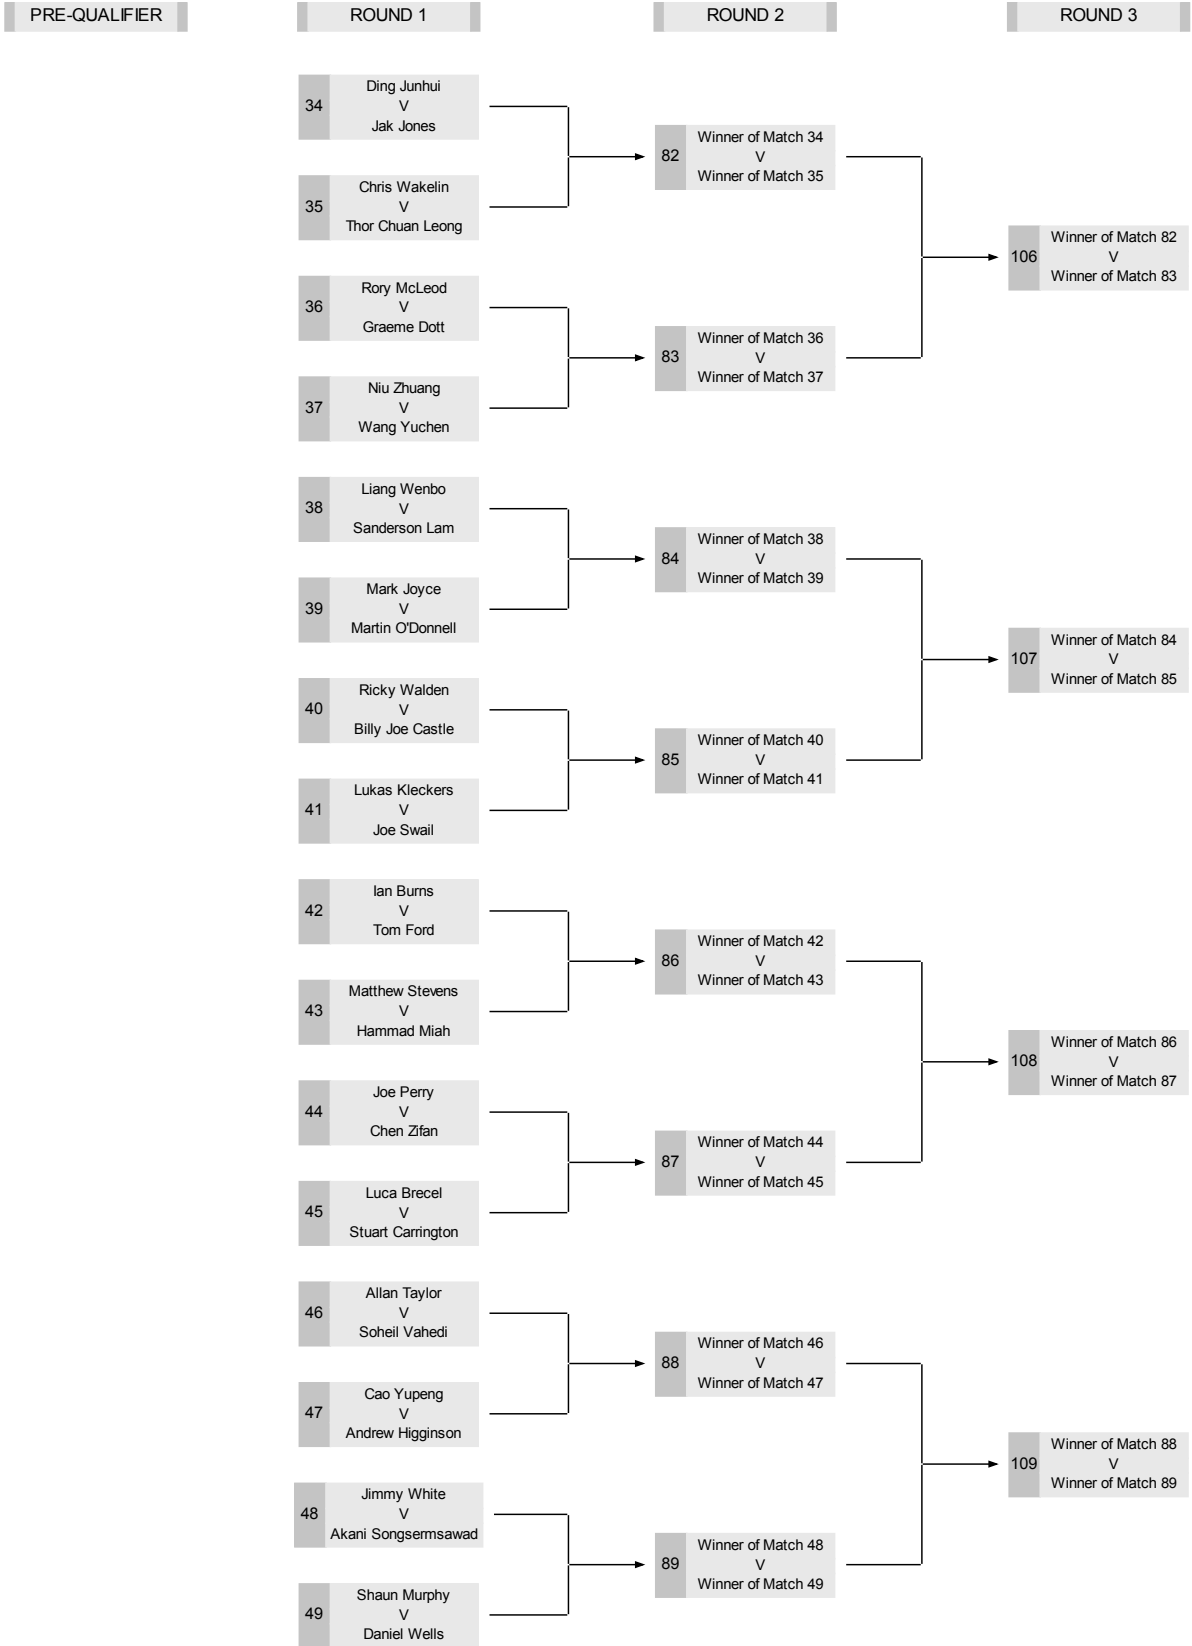 PRE-QUALIFIER
ROUND 1
ROUND 2
ROUND 3
34
Ding Junhui
V
Jak Jones
35
Chris Wakelin
V
Thor Chuan Leong
36
Rory McLeod
V
Graeme Dott
37
Niu Zhuang
V
Wang Yuchen
38
Liang Wenbo
V
Sanderson Lam
39
Mark Joyce
V
Martin O'Donnell
40
Ricky Walden
V
Billy Joe Castle
41
Lukas Kleckers
V
Joe Swail
42
Ian Burns
V
Tom Ford
43
Matthew Stevens
V
Hammad Miah
44
Joe Perry
V
Chen Zifan
45
Luca Brecel
V
Stuart Carrington
46
Allan Taylor
V
Soheil Vahedi
47
Cao Yupeng
V
Andrew Higginson
48
Jimmy White
V
Akani Songsermsawad
49
Shaun Murphy
V
Daniel Wells
82
Winner of Match 34
V
Winner of Match 35
83
Winner of Match 36
V
Winner of Match 37
84
Winner of Match 38
V
Winner of Match 39
85
Winner of Match 40
V
Winner of Match 41
86
Winner of Match 42
V
Winner of Match 43
87
Winner of Match 44
V
Winner of Match 45
88
Winner of Match 46
V
Winner of Match 47
89
Winner of Match 48
V
Winner of Match 49
106
Winner of Match 82
V
Winner of Match 83
107
Winner of Match 84
V
Winner of Match 85
108
Winner of Match 86
V
Winner of Match 87
109
Winner of Match 88
V
Winner of Match 89